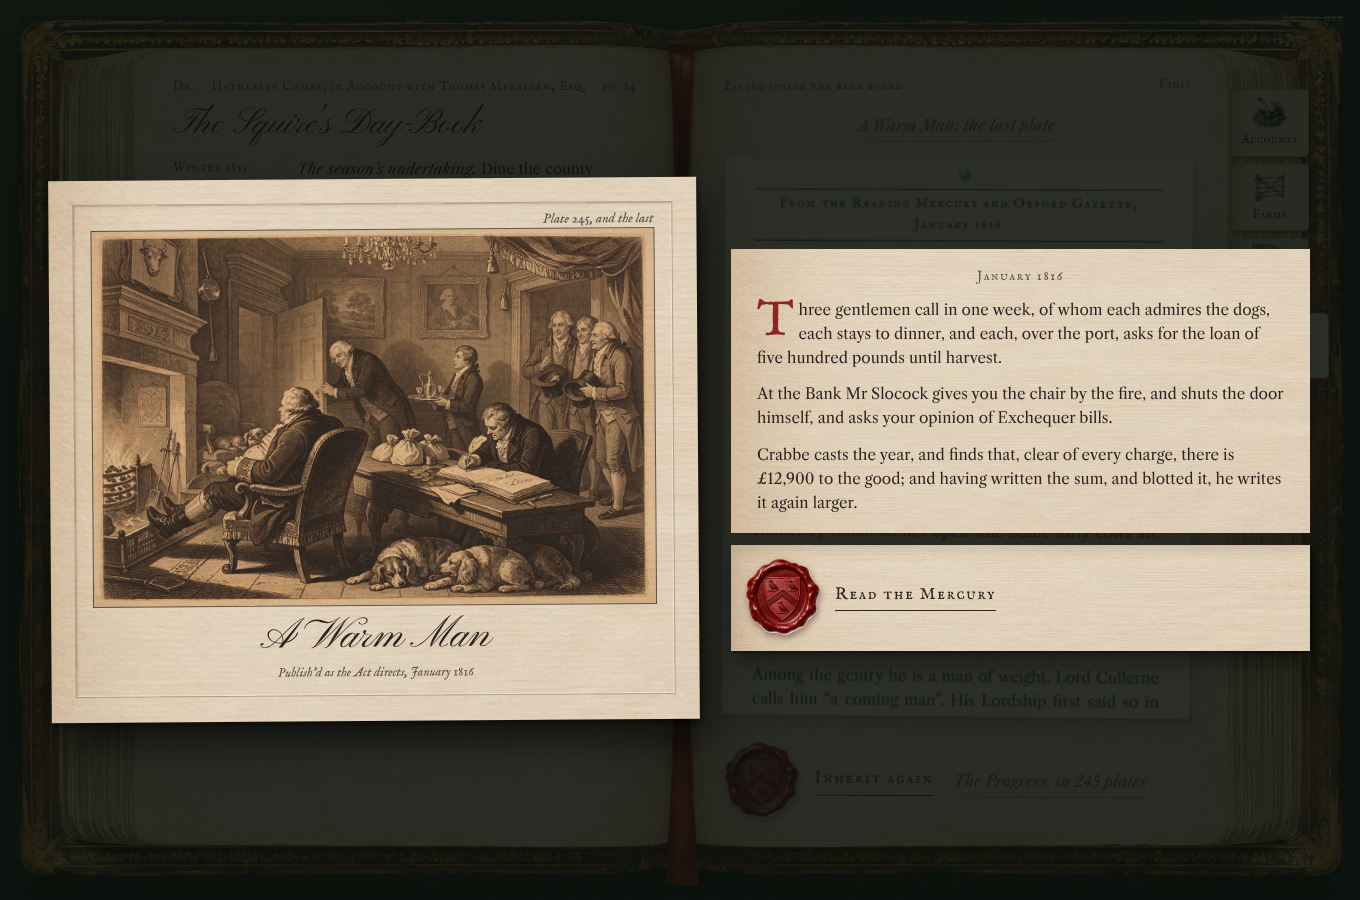 Dr. Hatherley Combe, in Account with Thomas Merridew, Esq. fo. 84
The Squire's Day-Book
Winter 1815 The season's undertaking. Dine the county
Plate 245, and the last
A Warm Man
Publish'd as the Act directs, January 1816
Pasted inside the back board Finis
A Warm Man: the last plate
From the Reading Mercury and Oxford Gazette,
January 1816
January 1816
Three gentlemen call in one week, of whom each admires the dogs,
each stays to dinner, and each, over the port, asks for the loan of
five hundred pounds until harvest.
At the Bank Mr Slocock gives you the chair by the fire, and shuts the door
himself, and asks your opinion of Exchequer bills.
Crabbe casts the year, and finds that, clear of every charge, there is
£12,900 to the good; and having written the sum, and blotted it, he writes
it again larger.
Read the Mercury
Among the gentry he is a man of weight. Lord Cullerne
calls him “a coming man”. His Lordship first said so in
Inherit again The Progress, in 245 plates
Accounts
Farms